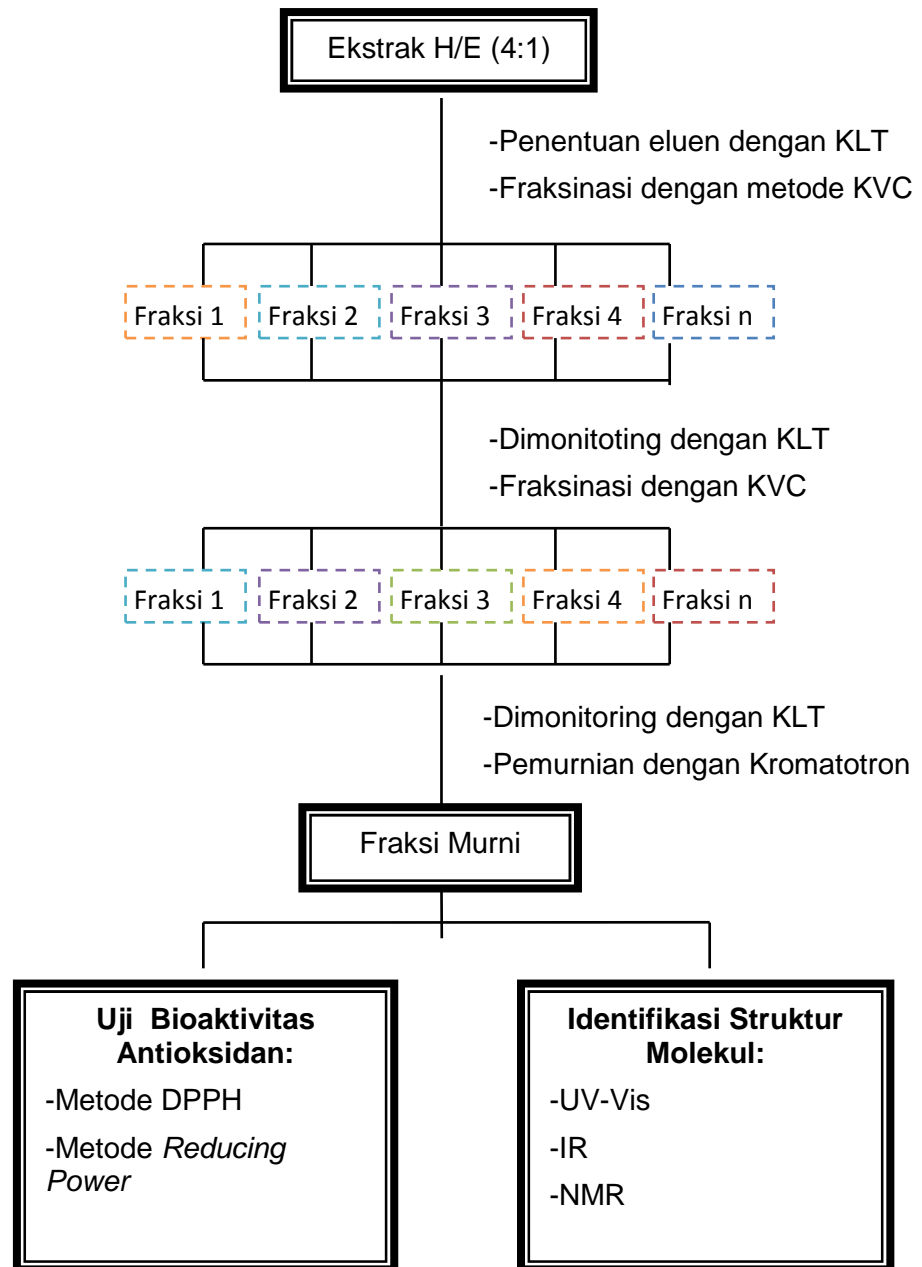 Ekstrak H/E (4:1)
-Penentuan eluen dengan KLT
-Fraksinasi dengan metode KVC
Fraksi 1 Fraksi 2 Fraksi 3 Fraksi 4 Fraksi n
-Dimonitoting dengan KLT
-Fraksinasi dengan KVC
Fraksi 1 Fraksi 2 Fraksi 3 Fraksi 4 Fraksi n
-Dimonitoring dengan KLT
-Pemurnian dengan Kromatotron
Fraksi Murni
Uji Bioaktivitas
Antioksidan:
-Metode DPPH
-Metode Reducing
Power
Identifikasi Struktur
Molekul:
-UV-Vis
-IR
-NMR